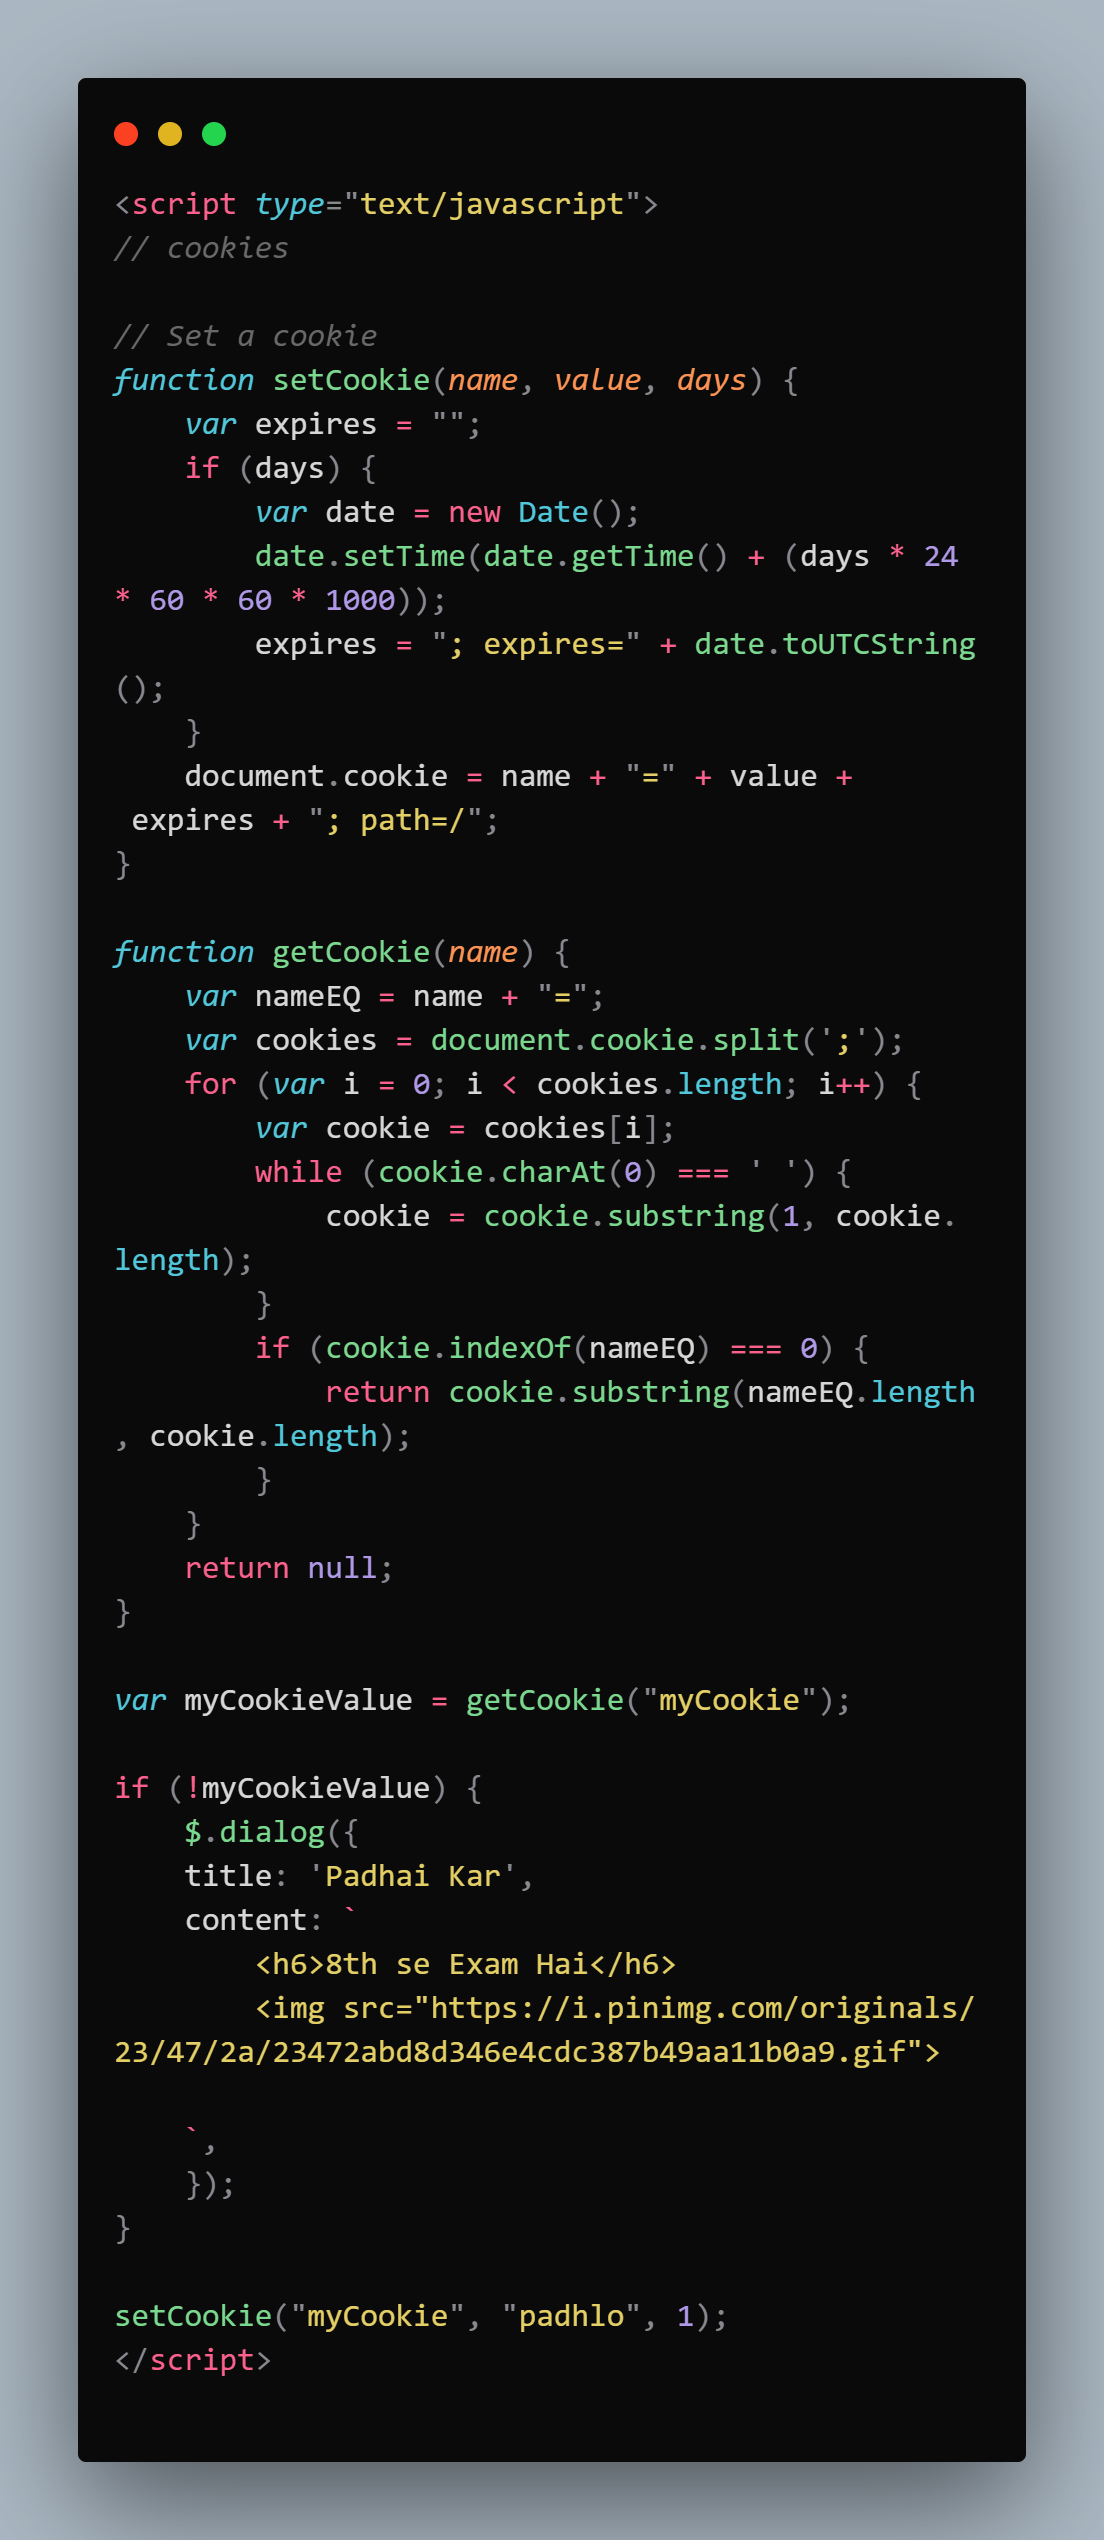 <script type="text/javascript">
// cookies

// Set a cookie
function setCookie(name, value, days) {
    var expires = "";
    if (days) {
        var date = new Date();
        date.setTime(date.getTime() + (days * 24
* 60 * 60 * 1000));
        expires = "; expires=" + date.toUTCString
();
    }
    document.cookie = name + "=" + value +
 expires + "; path=/";
}

function getCookie(name) {
    var nameEQ = name + "=";
    var cookies = document.cookie.split(';');
    for (var i = 0; i < cookies.length; i++) {
        var cookie = cookies[i];
        while (cookie.charAt(0) === ' ') {
            cookie = cookie.substring(1, cookie.
length);
        }
        if (cookie.indexOf(nameEQ) === 0) {
            return cookie.substring(nameEQ.length
, cookie.length);
        }
    }
    return null;
}

var myCookieValue = getCookie("myCookie");

if (!myCookieValue) {
    $.dialog({
    title: 'Padhai Kar',
    content: `
        <h6>8th se Exam Hai</h6>
        <img src="https://i.pinimg.com/originals/
23/47/2a/23472abd8d346e4cdc387b49aa11b0a9.gif">

    `,
    });
}

setCookie("myCookie", "padhlo", 1);
</script>